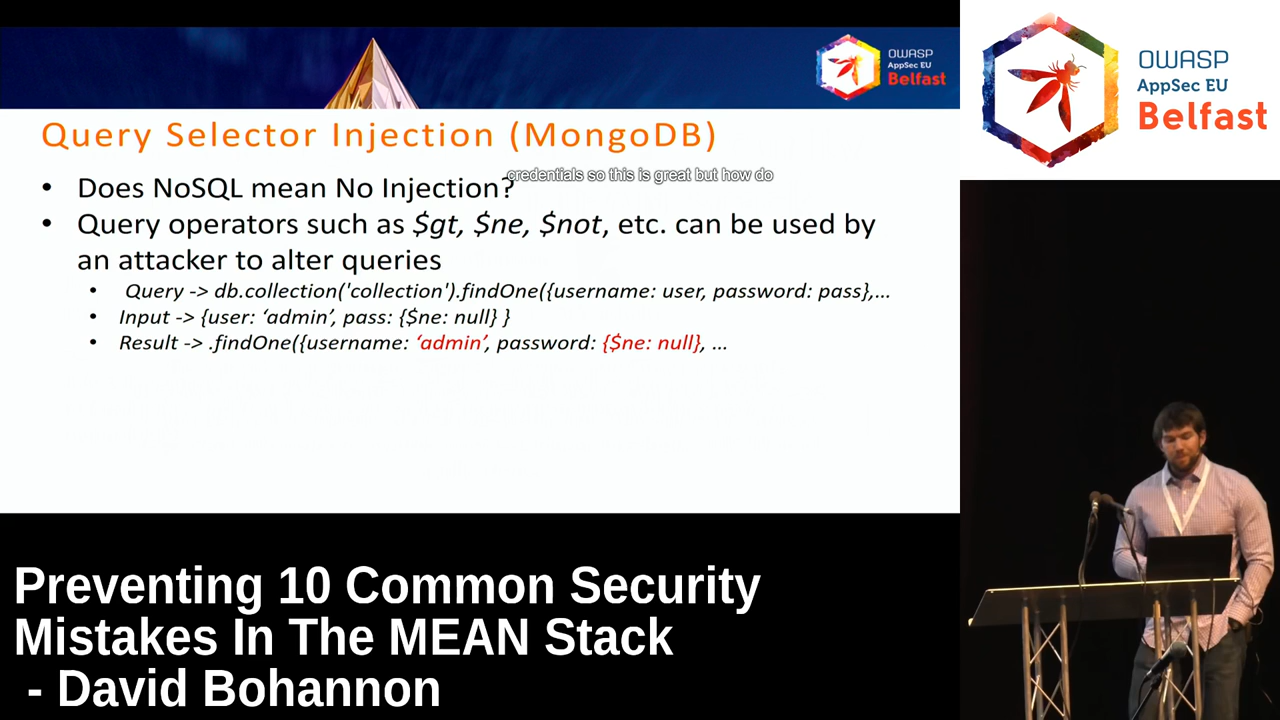 OWASP
AppSec EU
Belfast
OWASP
AppSec EU
Belfast
Query Selector Injection (MongoDB)
• Does NoSQL mean No Injection?
credentials so this is great but how do
• Query operators such as $gt, $ne, $not, etc. can be used by
an attacker to alter queries
• Query -> db.collection('collection').findOne({username: user, password: pass},...
• Input -> {user: ‘admin’, pass: {$ne: null} }
• Result -> .findOne({username: ‘admin’, password: {$ne: null}, ...
Preventing 10 Common Security
Mistakes In The MEAN Stack
- David Bohannon